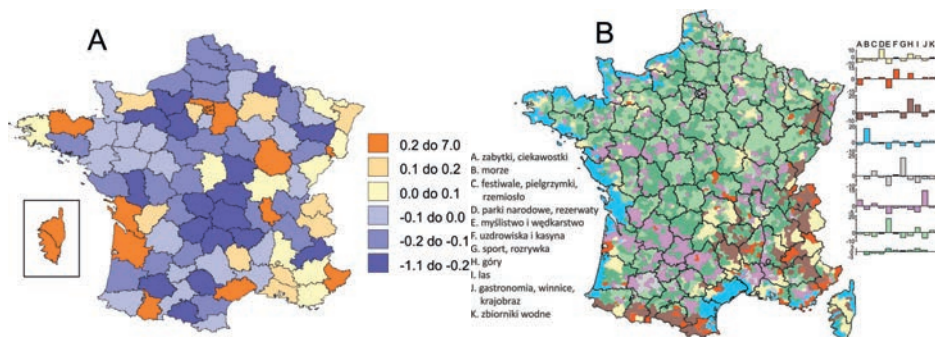 A
B
0.2 do 7.0
0.1 do 0.2
0.0 do 0.1
-0.1 do 0.0
-0.2 do -0.1
-1.1 do -0.2
A. zabytki, ciekawostki
B. morze
C. festiwale, pielgrzymki,
rzemiosło
D. parki narodowe, rezerwaty
E. myślistwo i wędkarstwo
F. uzdrowiska i kasyna
G. sport, rozrywka
H. góry
I. las
J. gastronomia, winnice,
krajobraz
K. zbiorniki wodne
A B C D E F G H I J K